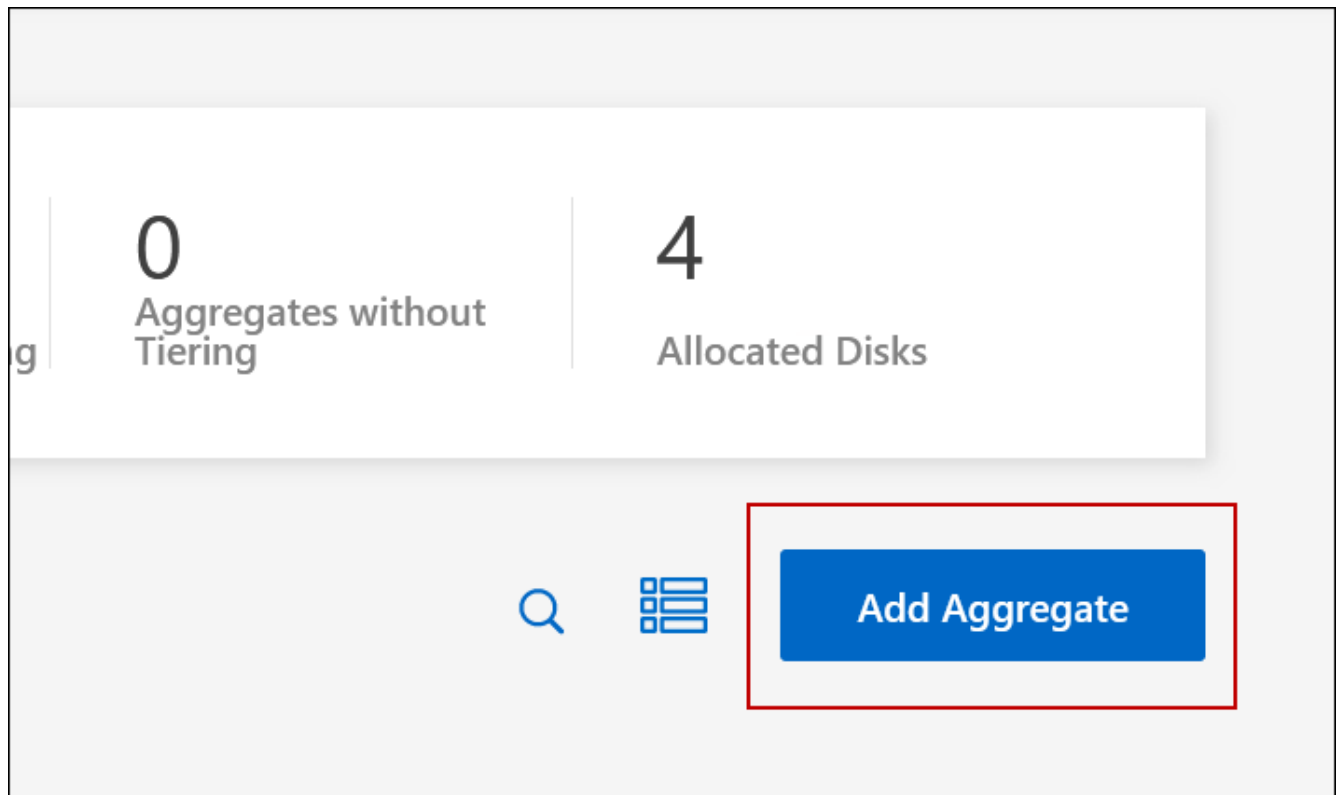 0
Aggregates without
Tiering
4
Allocated Disks
Add Aggregate